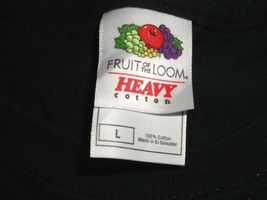 FRUIT OF THE LOOM®
HEAVY
cotton
L
100% Cotton
Made in El Salvador